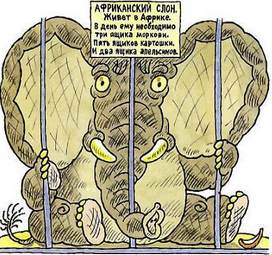 АФРИКАНСКИЙ СЛОН.
Живет в Африке.
В день ему необходимо
три ящика моркови.
Пять ящиков картошки.
И два ящика апельсинов.